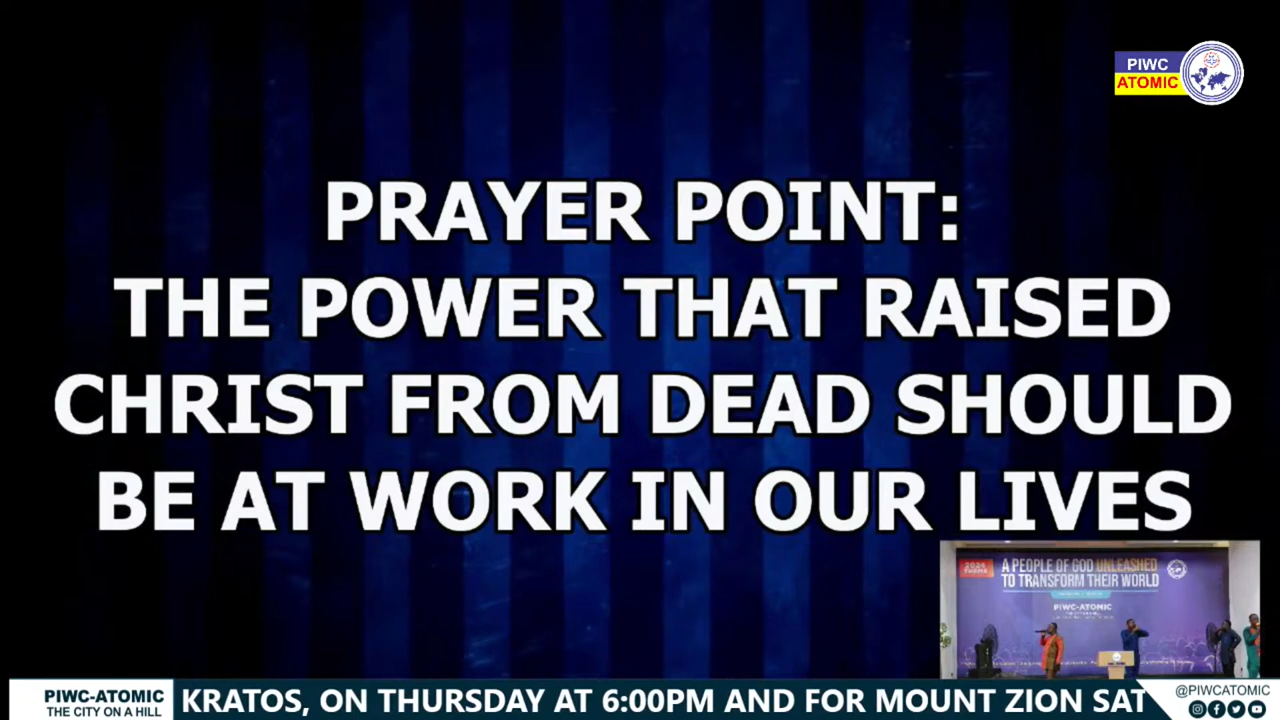 PIWC
ATOMIC
PRAYER POINT:
THE POWER THAT RAISED
CHRIST FROM DEAD SHOULD
BE AT WORK IN OUR LIVES
2024
THEME
A PEOPLE OF GOD UNLEASHED
TO TRANSFORM THEIR WORLD
PIWC-ATOMIC
PIWC-ATOMIC
THE CITY ON A HILL
KRATOS, ON THURSDAY AT 6:00PM AND FOR MOUNT ZION SAT
@PIWCATOMIC